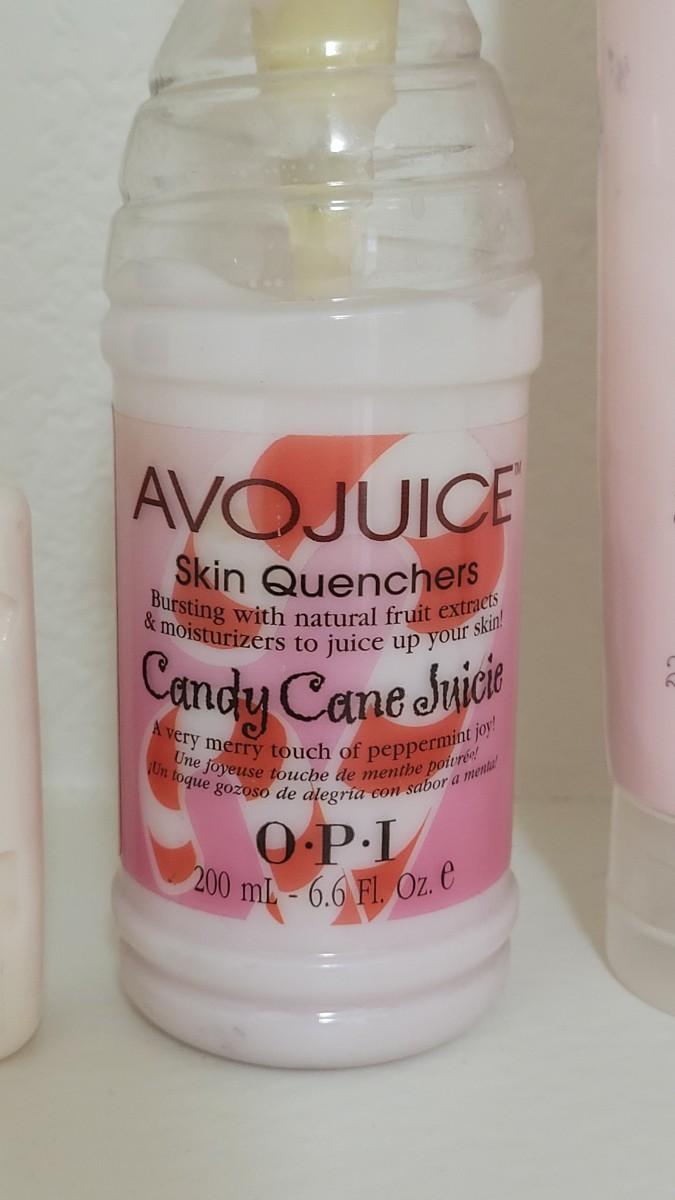 AVOJUICE™
Skin Quenchers
Bursting with natural fruit extracts
& moisturizers to juice up your skin!
Candy Cane Juicie
A very merry touch of peppermint joy!
Une joyeuse touche de menthe poivrée!
¡Un toque gozoso de alegría con sabor a menta!
O·P·I
200 mL - 6.6 Fl. Oz. e